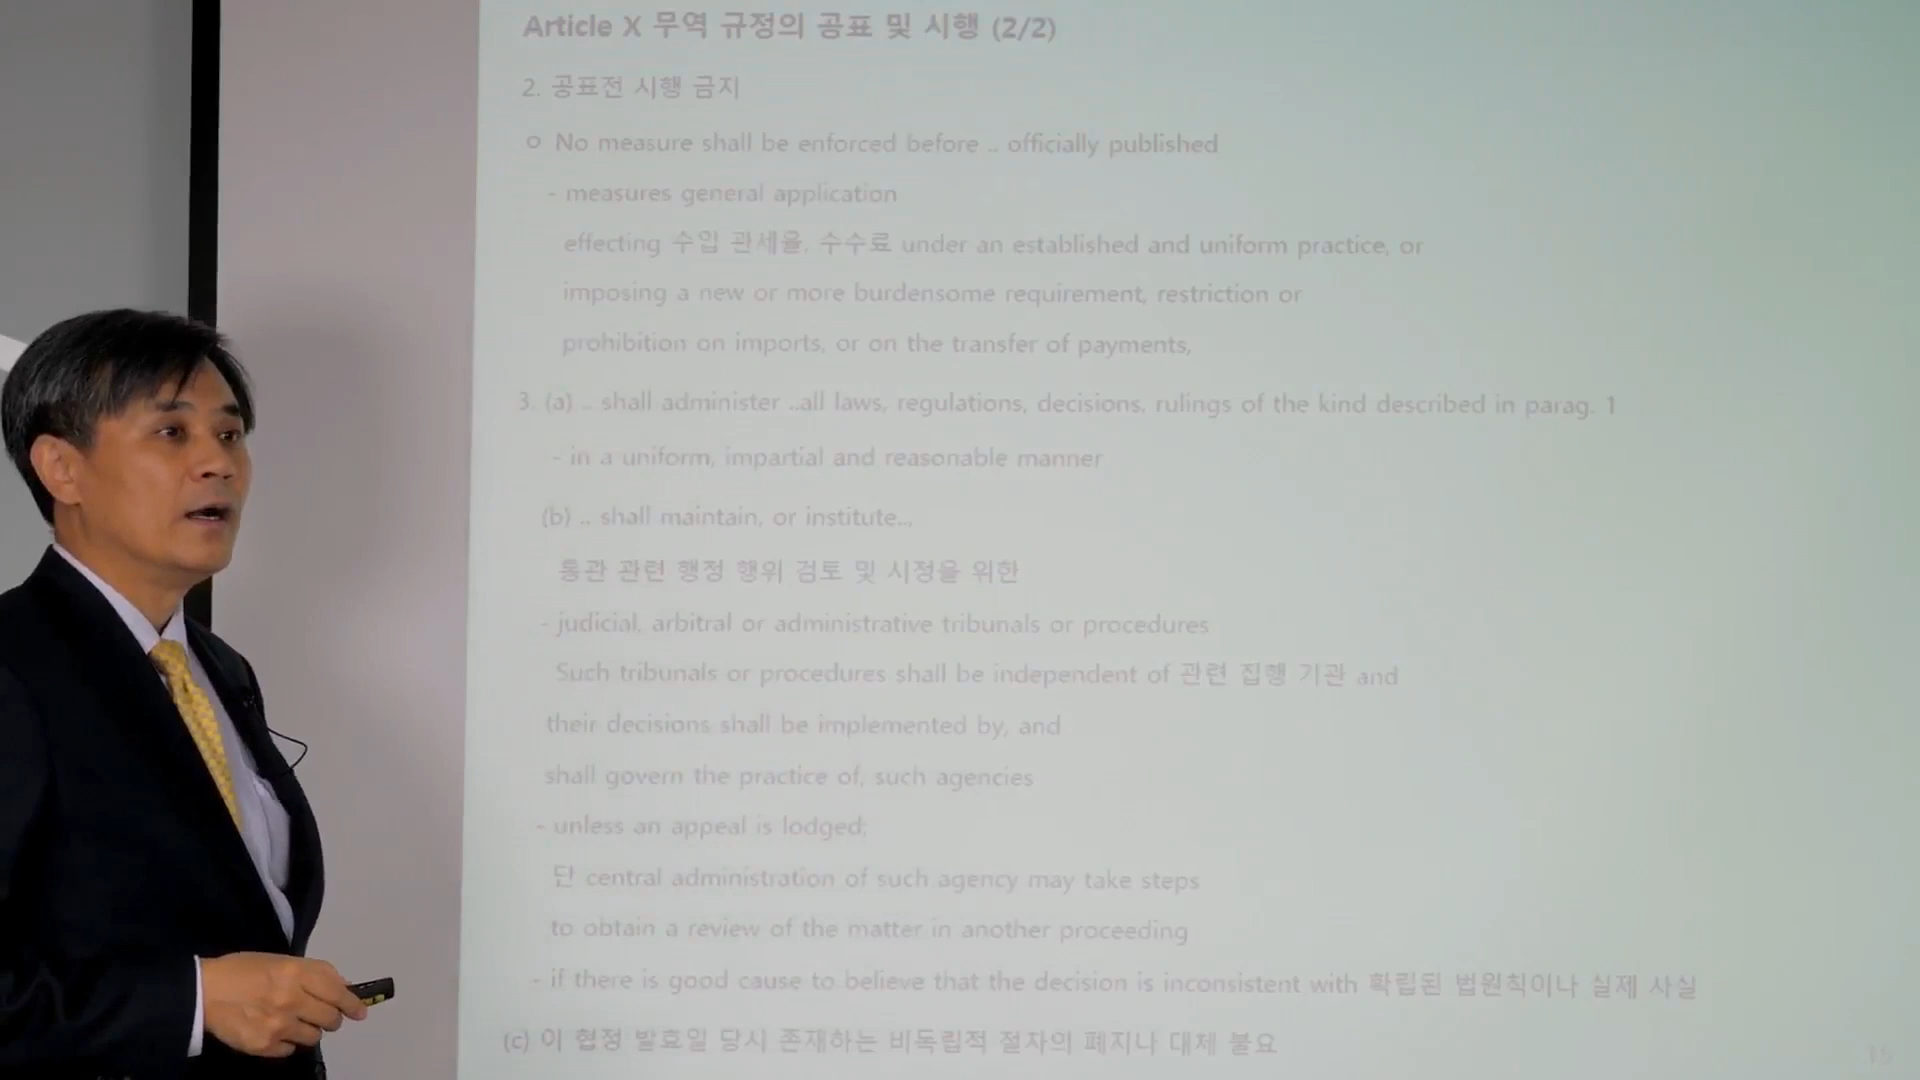 Article X 무역 규정의 공표 및 시행 (2/2)
2. 공표전 시행 금지
o No measure shall be enforced before .. officially published
- measures general application
effecting 수입 관세율, 수수료 under an established and uniform practice, or
imposing a new or more burdensome requirement, restriction or
prohibition on imports, or on the transfer of payments,
3. (a) .. shall administer ..all laws, regulations, decisions, rulings of the kind described in parag. 1
- in a uniform, impartial and reasonable manner
(b) .. shall maintain, or institute..,
통관 관련 행정 행위 검토 및 시정을 위한
- judicial, arbitral or administrative tribunals or procedures
Such tribunals or procedures shall be independent of 관련 집행 기관 and
their decisions shall be implemented by, and
shall govern the practice of, such agencies
- unless an appeal is lodged;
단 central administration of such agency may take steps
to obtain a review of the matter in another proceeding
- if there is good cause to believe that the decision is inconsistent with 확립된 법원칙이나 실제 사실
(c) 이 협정 발효일 당시 존재하는 비독립적 절차의 폐지나 대체 불요
15